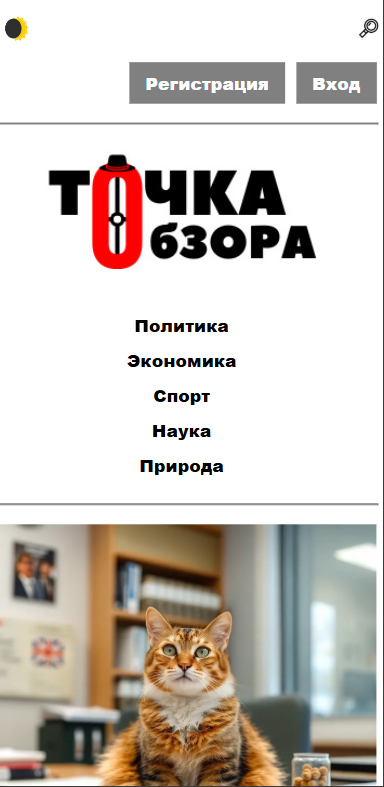 Регистрация Вход
ТОЧКА
ОБЗОРА
Политика
Экономика
Спорт
Наука
Природа